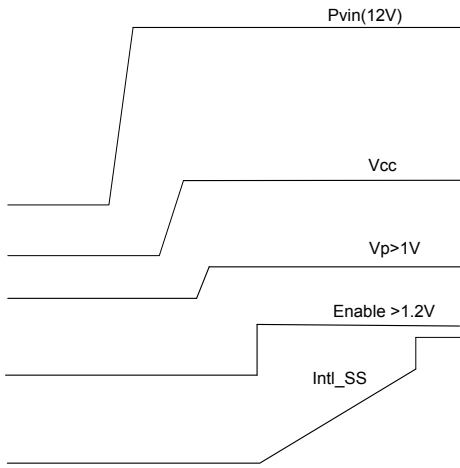 Pvin(12V)
Vcc
Vp>1V
Enable >1.2V
Intl_SS